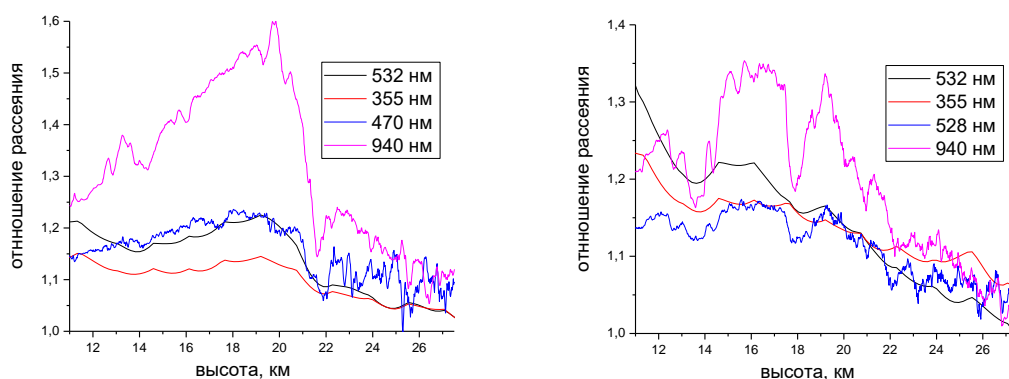 1,6
1,5
1,4
1,3
1,2
1,1
1,0
отнношение рассеяния
532 нм
355 нм
470 нм
940 нм
12 14 16 18 20 22 24 26
высота, км
1,4
1,3
1,2
1,1
1,0
отнношение рассеяния
532 нм
355 нм
528 нм
940 нм
12 14 16 18 20 22 24 26
высота, км